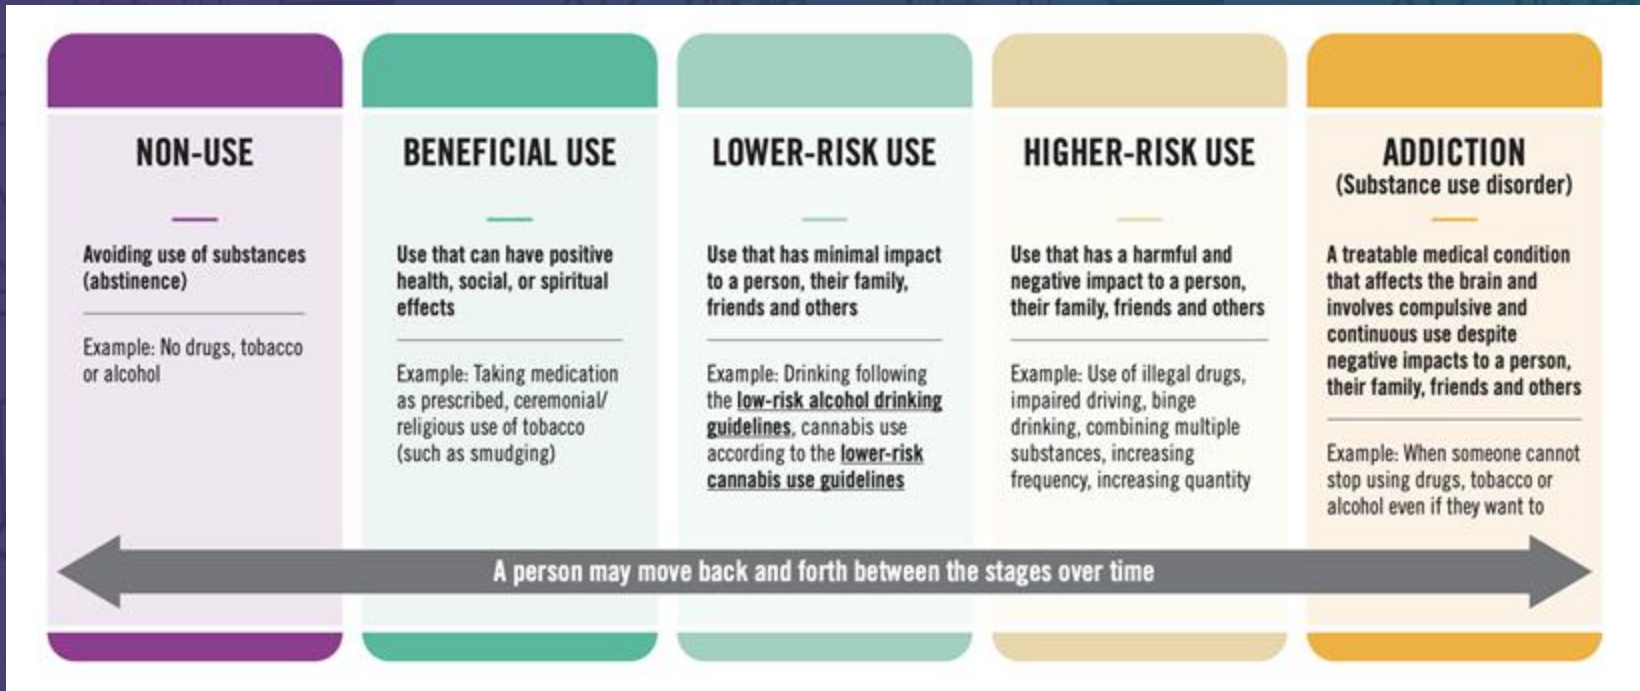 NON-USE
Avoiding use of substances
(abstinence)
Example: No drugs, tobacco
or alcohol
BENEFICIAL USE
Use that can have positive
health, social, or spiritual
effects
Example: Taking medication
as prescribed, ceremonial/
religious use of tobacco
(such as smudging)
LOWER-RISK USE
Use that has minimal impact
to a person, their family,
friends and others
Example: Drinking following
the low-risk alcohol drinking
guidelines, cannabis use
according to the lower-risk
cannabis use guidelines
HIGHER-RISK USE
Use that has a harmful and
negative impact to a person,
their family, friends and others
Example: Use of illegal drugs,
impaired driving, binge
drinking, combining multiple
substances, increasing
frequency, increasing quantity
ADDICTION
(Substance use disorder)
A treatable medical condition
that affects the brain and
involves compulsive and
continuous use despite
negative impacts to a person,
their family, friends and others
Example: When someone cannot
stop using drugs, tobacco or
alcohol even if they want to
A person may move back and forth between the stages over time